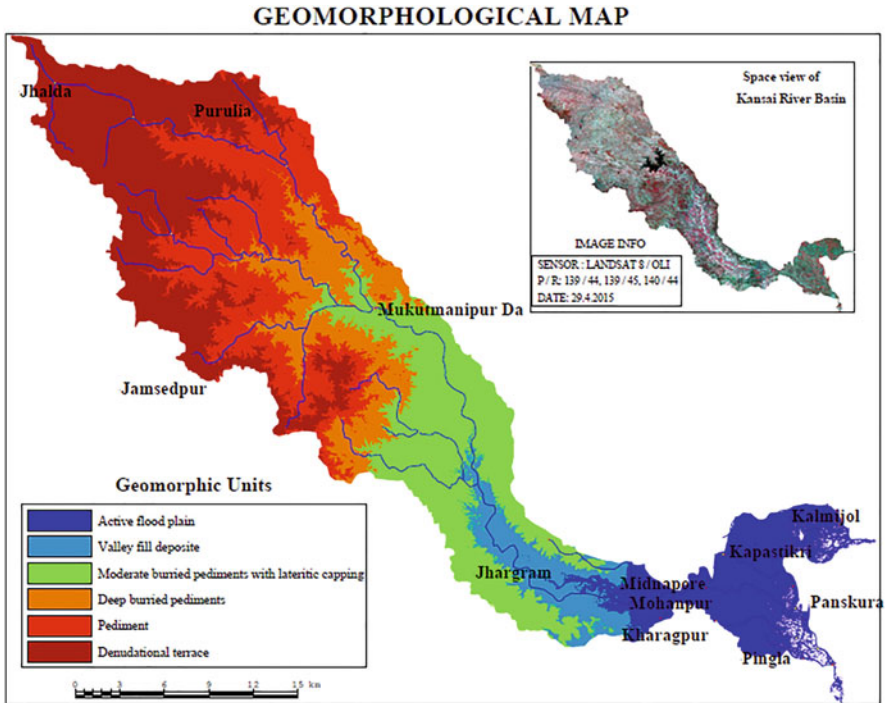 GEOMORPHOLOGICAL MAP
Jhalda
Purulia
Space view of
Kansai River Basin
IMAGE INFO
SENSOR : LANDSAT 8 / OLI
P / R: 139 / 44, 139 / 45, 140 / 44
DATE: 29.4.2015
Mukutmanipur Da
Jamsedpur
Geomorphic Units
Active flood plain
Valley fill deposite
Moderate burried pediments with lateritic capping
Deep burried pediments
Pediment
Denudational terrace
Kalmijol
Kapastikri
Jhargram
Midnapore
Mohanpur
Panskura
Kharagpur
Pingla
0 3 6 9 12 15 km